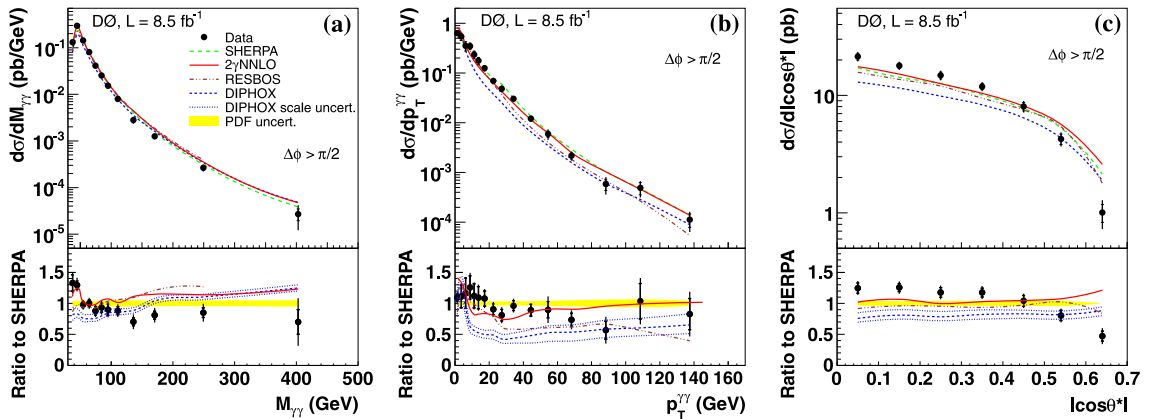 DØ, L = 8.5 fb⁻¹
(a)
Data
SHERPA
2γNNLO
RESBOS
DIPHOX
DIPHOX scale uncert.
PDF uncert.
Δϕ > π/2
dσ/dM_γγ (pb/GeV)
10⁻¹
10⁻²
10⁻³
10⁻⁴
10⁻⁵
Ratio to SHERPA
1.5
1
0.5
0
100 200 300 400 500
M_γγ (GeV)
DØ, L = 8.5 fb⁻¹
(b)
Δϕ > π/2
dσ/dp_T^γγ (pb/GeV)
1
10⁻¹
10⁻²
10⁻³
10⁻⁴
Ratio to SHERPA
1.5
1
0.5
0
0 20 40 60 80 100 120 140 160
p_T^γγ (GeV)
DØ, L = 8.5 fb⁻¹
(c)
Δϕ > π/2
dσ/d|cosθ*| (pb)
10
1
Ratio to SHERPA
1.5
1
0.5
0
0 0.1 0.2 0.3 0.4 0.5 0.6 0.7
|cosθ*|